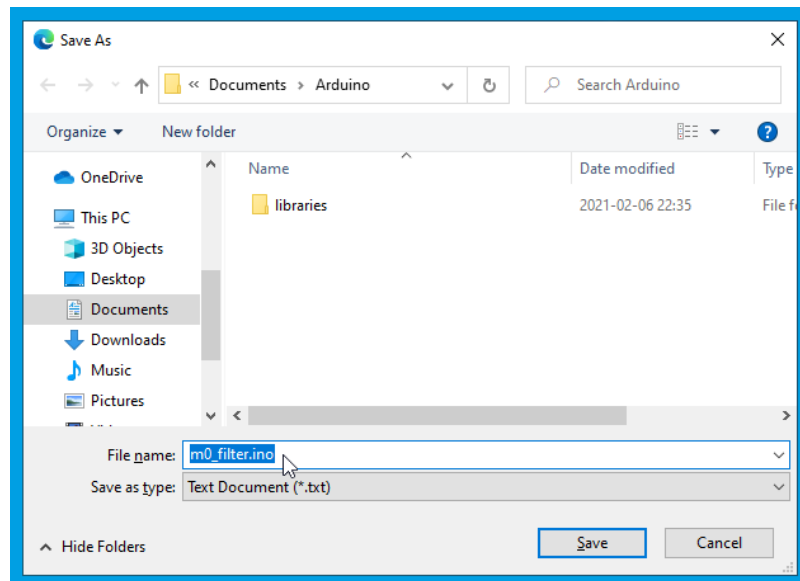 Save As
« Documents > Arduino
Search Arduino
Organize
New folder
Name
Date modified
Type
OneDrive
libraries
2021-02-06 22:35
File f
This PC
3D Objects
Desktop
Documents
Downloads
Music
Pictures
File name:
m0_filter.ino
Save as type:
Text Document (*.txt)
Hide Folders
Save
Cancel